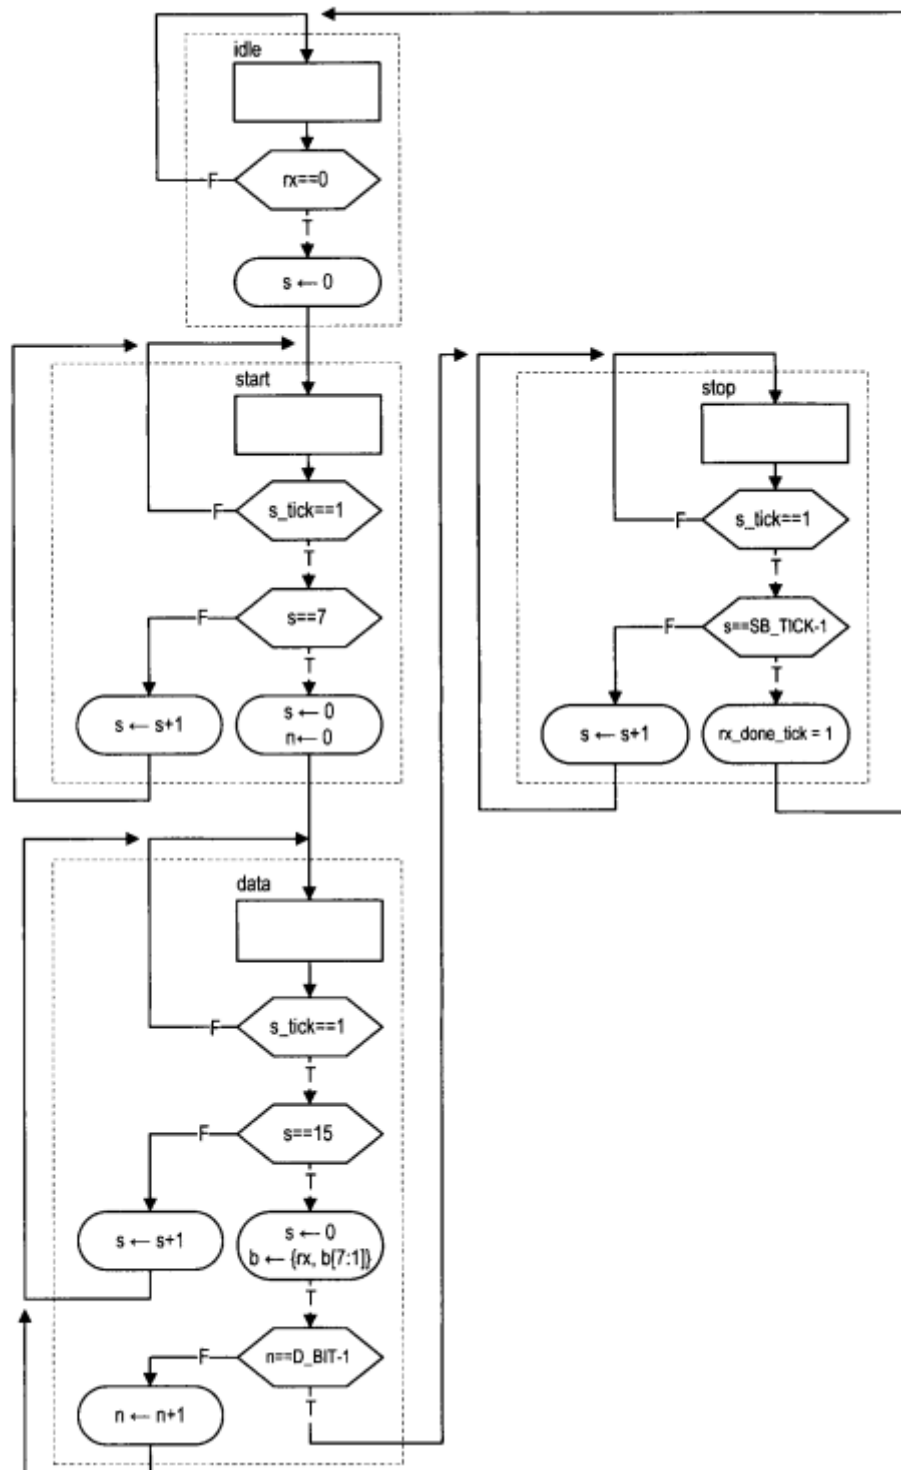 idle
rx==0
F
T
s ← 0
start
s_tick==1
F
T
s==7
F
T
s ← s+1
s ← 0
n← 0
data
s_tick==1
F
T
s==15
F
T
s ← s+1
s ← 0
b ← {rx, b[7:1]}
T
n==D_BIT-1
F
T
n ← n+1
stop
s_tick==1
F
T
s==SB_TICK-1
F
T
s ← s+1
rx_done_tick = 1